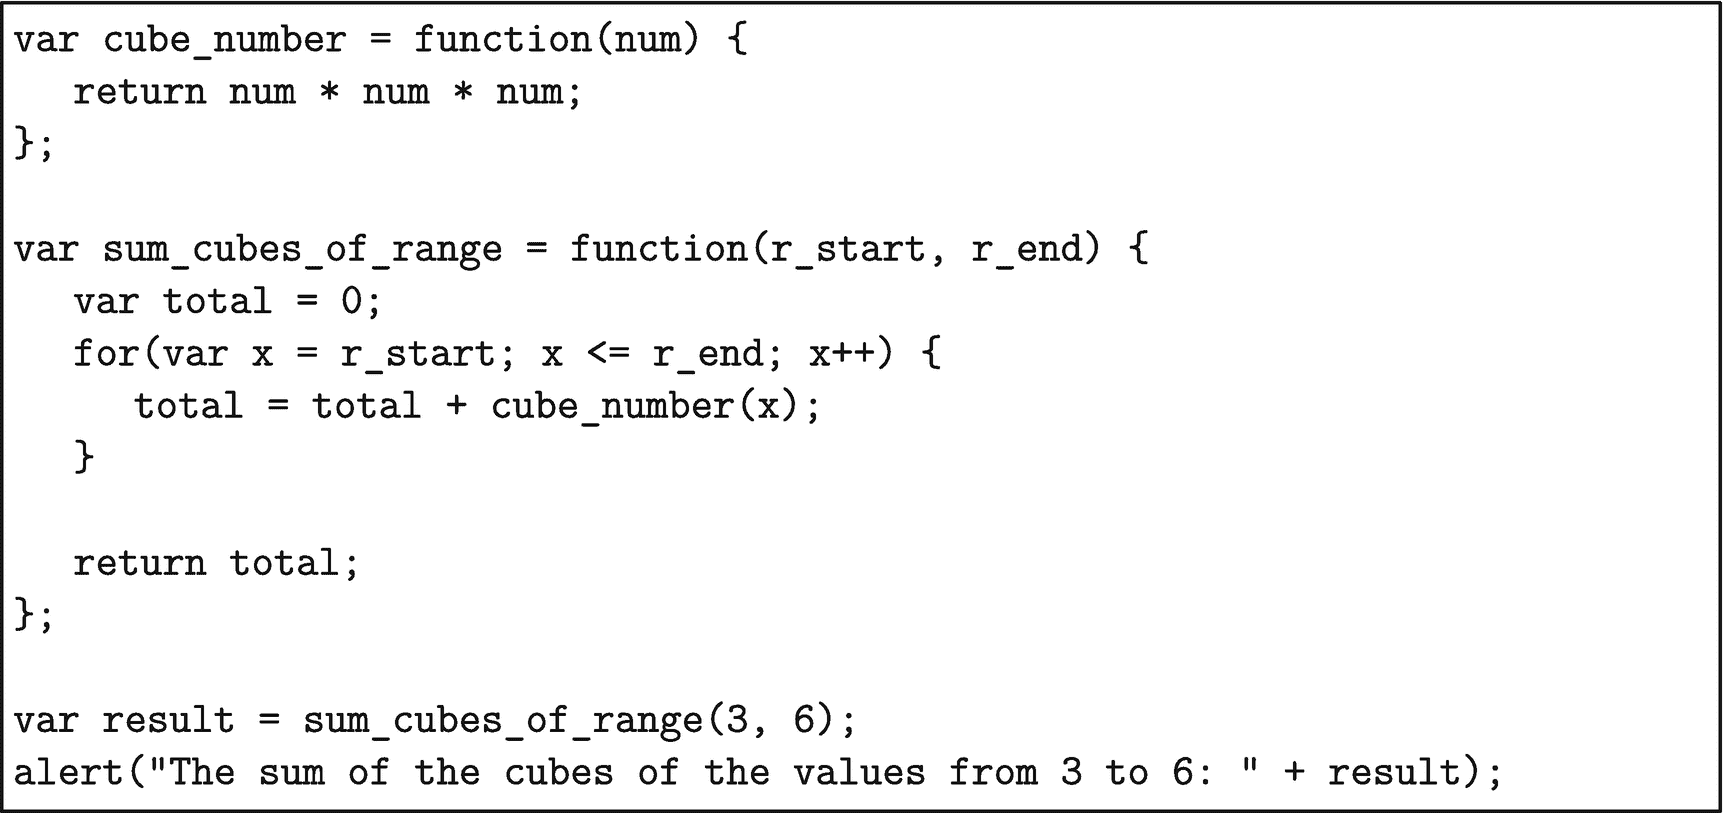 var cube_number = function(num) {
   return num * num * num;
};

var sum_cubes_of_range = function(r_start, r_end) {
   var total = 0;
   for(var x = r_start; x <= r_end; x++) {
      total = total + cube_number(x);
   }

   return total;
};

var result = sum_cubes_of_range(3, 6);
alert("The sum of the cubes of the values from 3 to 6: " + result);